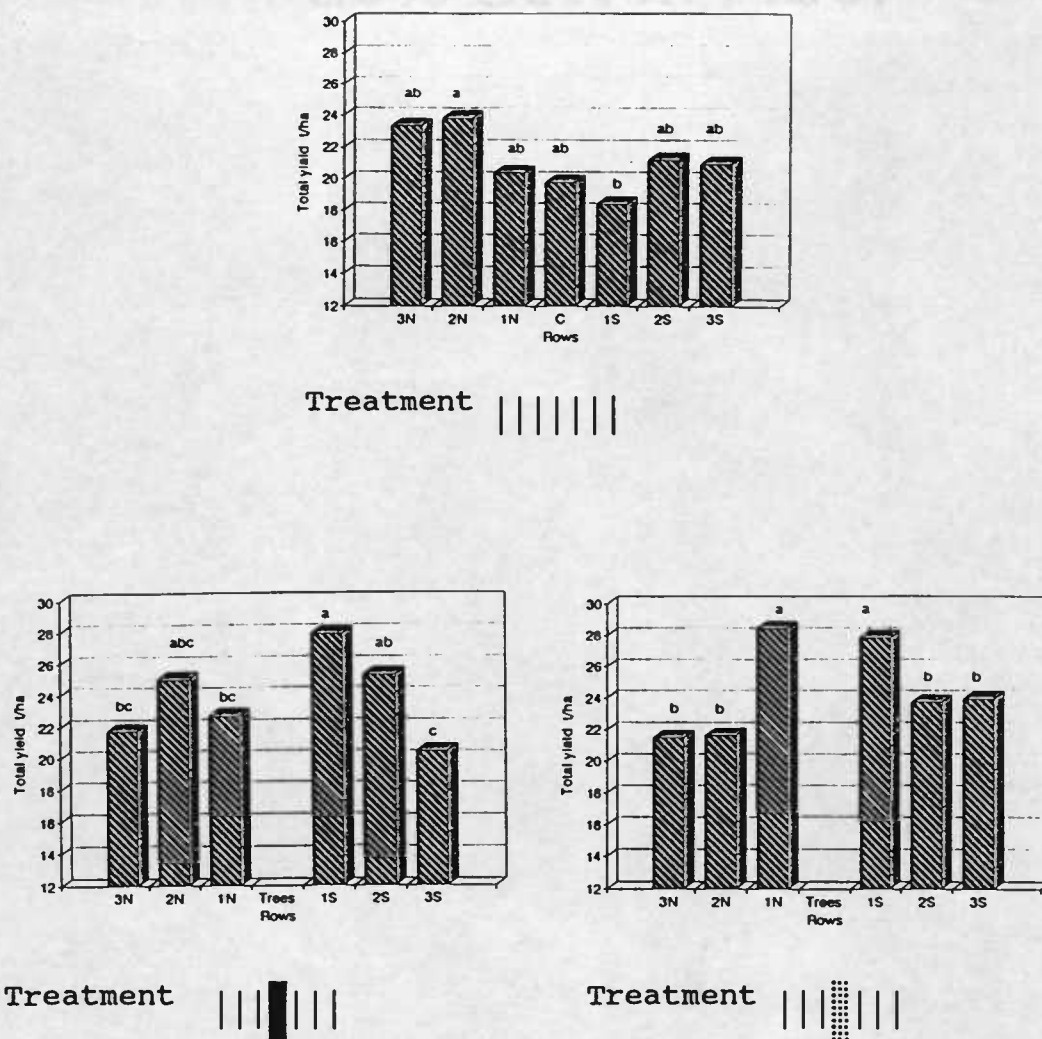 30
28
26
24
22
20
18
16
14
12
Total yield t/ha
ab
a
ab
ab
b
ab
ab
3N 2N 1N C 1S 2S 3S
Rows
Treatment
30
28
26
24
22
20
18
16
14
12
Total yield t/ha
bc
abc
bc
a
ab
c
3N 2N 1N Trees 1S 2S 3S
Rows
Treatment
30
28
26
24
22
20
18
16
14
12
Total yield t/ha
b
b
a
a
b
b
3N 2N 1N Trees 1S 2S 3S
Rows
Treatment